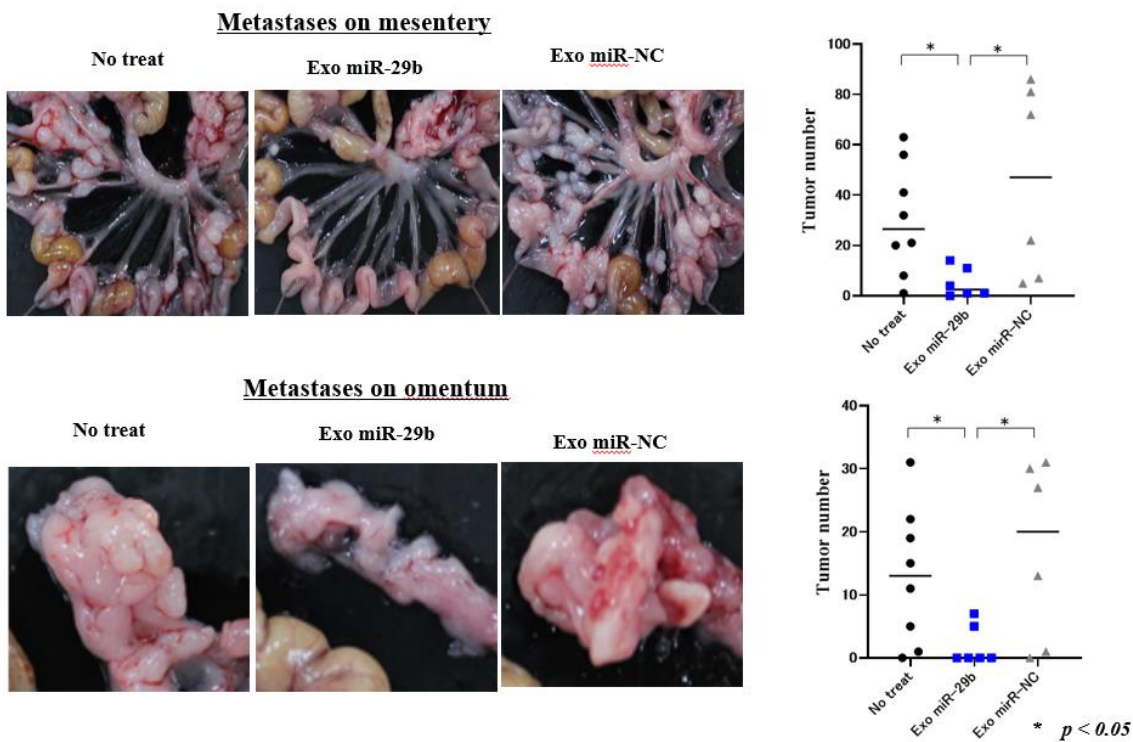 Metastases on mesentery
No treat
Exo miR-29b
Exo miR-NC
Tumor number
100
80
60
40
20
0
* *
No treat
Exo miR-29b
Exo mirR-NC
Metastases on omentum
No treat
Exo miR-29b
Exo miR-NC
Tumor number
40
30
20
10
0
* *
No treat
Exo miR-29b
Exo mirR-NC
* p < 0.05